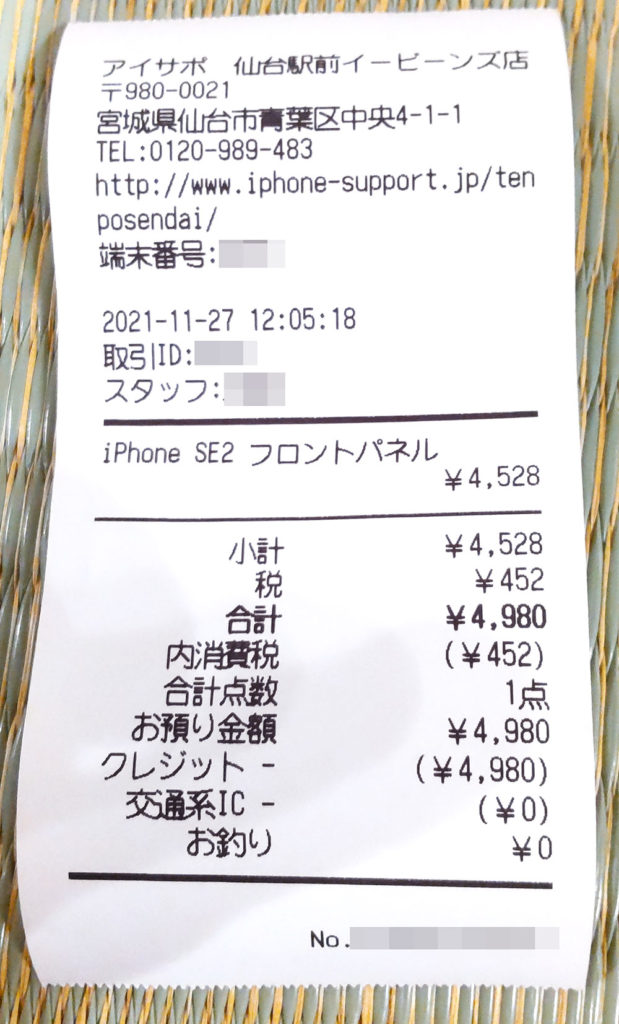 アイサポ 仙台駅前イービーンズ店
〒980-0021
宮城県仙台市青葉区中央4-1-1
TEL:0120-989-483
http://www.iphone-support.jp/ten
posendai/
端末番号:
2021-11-27 12:05:18
取引ID:
スタッフ:
iPhone SE2 フロントパネル
￥4,528
小計 ￥4,528
税 ￥452
合計 ￥4,980
内消費税 (￥452)
合計点数 1点
お預り金額 ￥4,980
クレジット - (￥4,980)
交通系IC - (￥0)
お釣り ￥0
No.